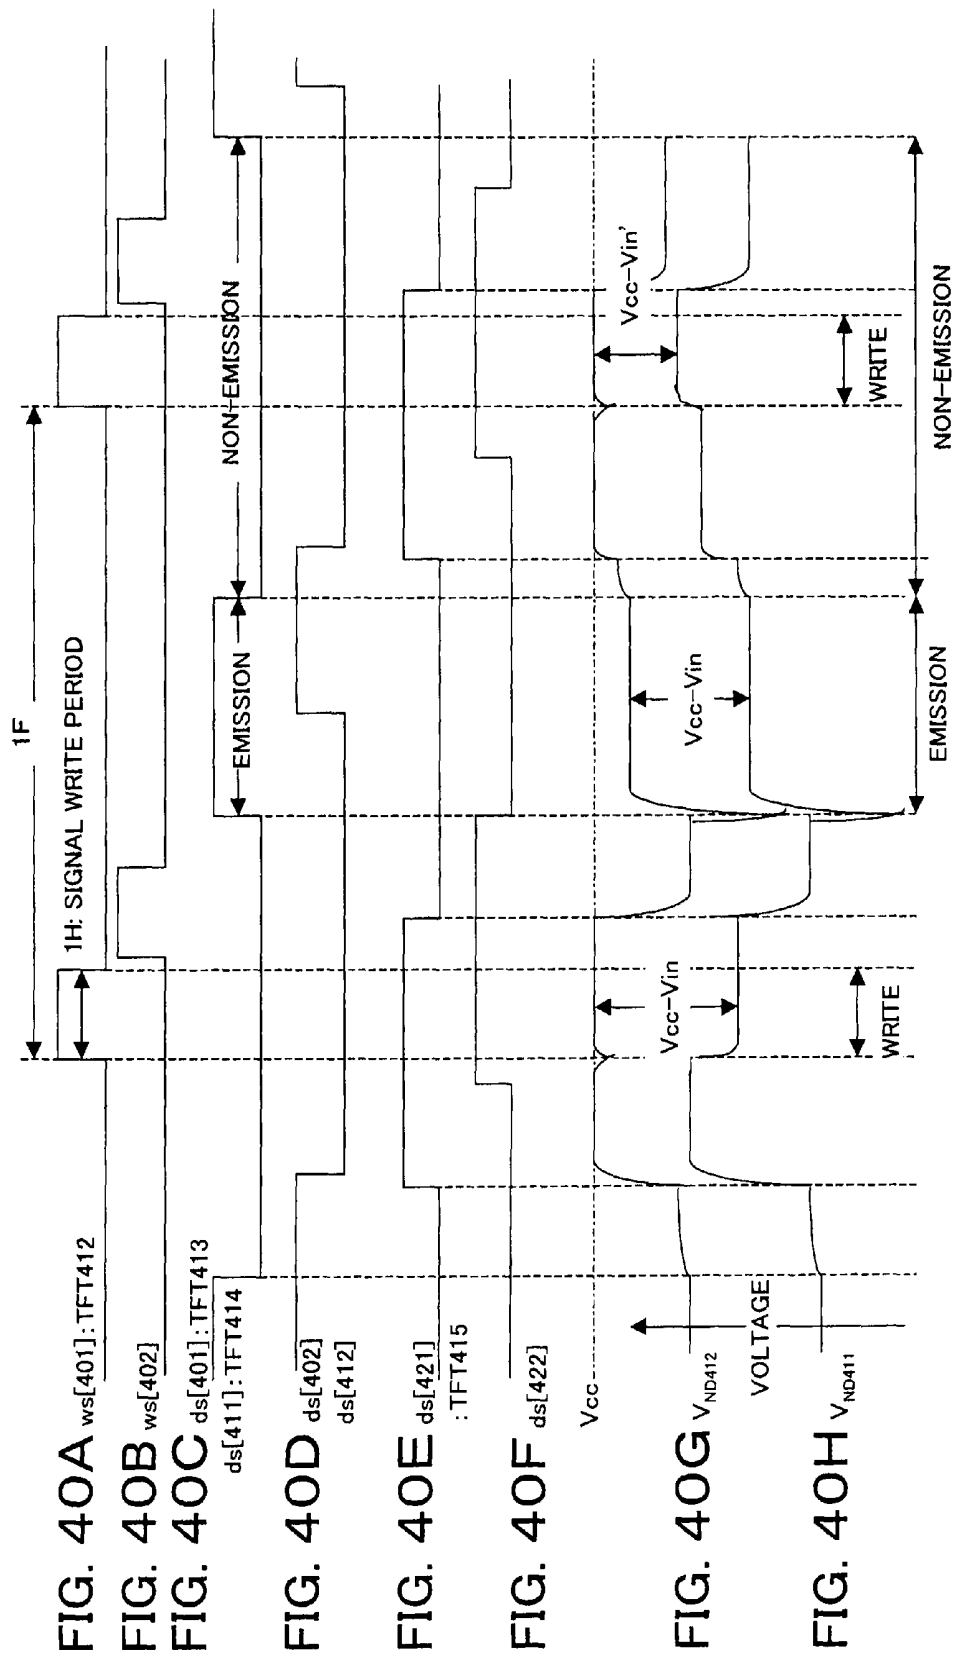 1F
FIG. 40A ws[401]:TFT412
1H: SIGNAL WRITE PERIOD
FIG. 40B ws[402]
FIG. 40C ds[401]:TFT413
ds[411]:TFT414
EMISSION
NON-EMISSION
FIG. 40D ds[402]
ds[412]
FIG. 40E ds[421]
:TFT415
FIG. 40F ds[422]
Vcc
Vcc-Vin
Vcc-Vin
Vcc-Vin'
FIG. 40G VND412
VOLTAGE
FIG. 40H VND411
WRITE
WRITE
EMISSION
NON-EMISSION